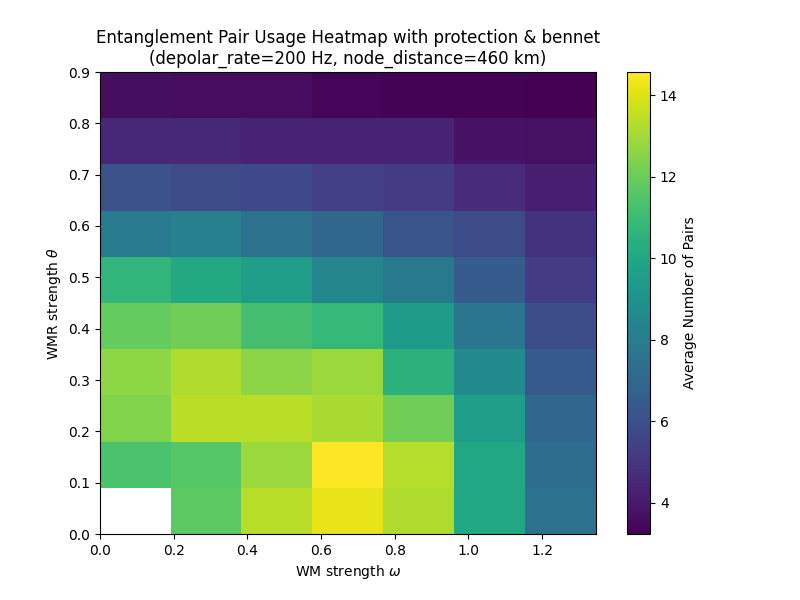 Entanglement Pair Usage Heatmap with protection & bennet
(depolar_rate=200 Hz, node_distance=460 km)
0.9
0.8
0.7
0.6
0.5
0.4
0.3
0.2
0.1
0.0
WMR strength θ
0.0 0.2 0.4 0.6 0.8 1.0 1.2
WM strength ω
14
12
10
8
6
4
Average Number of Pairs